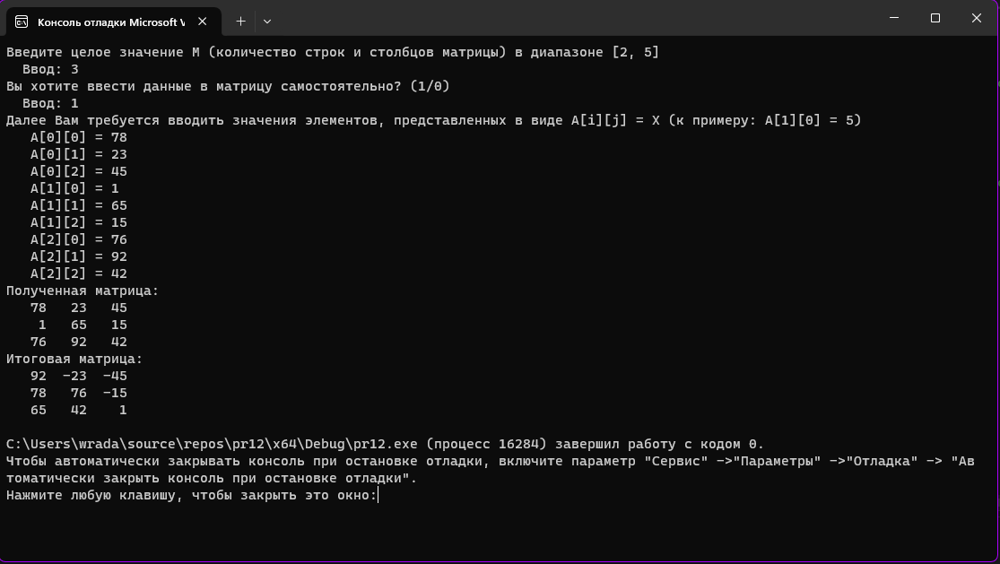 Консоль отладки Microsoft V
Введите целое значение M (количество строк и столбцов матрицы) в диапазоне [2, 5]
  Ввод: 3
Вы хотите ввести данные в матрицу самостоятельно? (1/0)
  Ввод: 1
Далее Вам требуется вводить значения элементов, представленных в виде A[i][j] = X (к примеру: A[1][0] = 5)
   A[0][0] = 78
   A[0][1] = 23
   A[0][2] = 45
   A[1][0] = 1
   A[1][1] = 65
   A[1][2] = 15
   A[2][0] = 76
   A[2][1] = 92
   A[2][2] = 42
Полученная матрица:
   78   23   45
    1   65   15
   76   92   42
Итоговая матрица:
   92  -23  -45
   78   76  -15
   65   42    1
C:\Users\wrada\source\repos\pr12\x64\Debug\pr12.exe (процесс 16284) завершил работу с кодом 0.
Чтобы автоматически закрывать консоль при остановке отладки, включите параметр "Сервис" ->"Параметры" ->"Отладка" -> "Ав
томатически закрыть консоль при остановке отладки".
Нажмите любую клавишу, чтобы закрыть это окно: